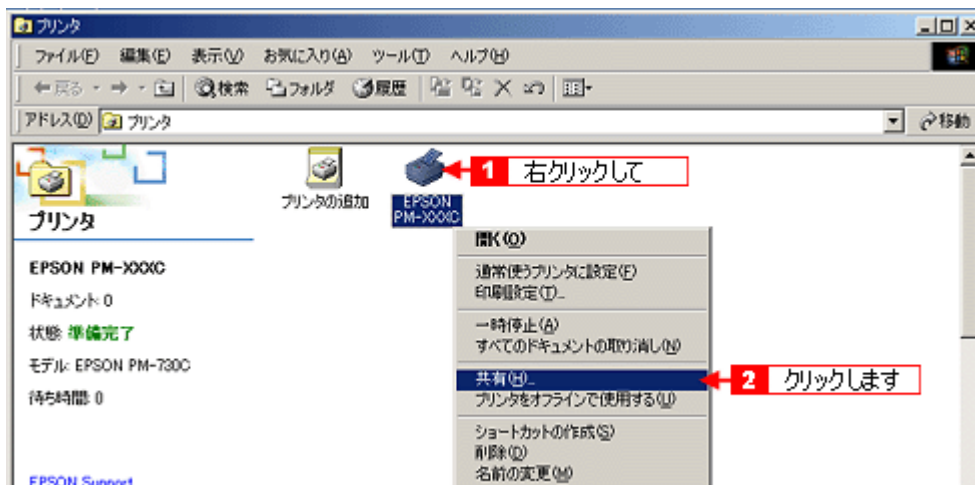 プリンタ
ファイル(F) 編集(E) 表示(V) お気に入り(A) ツール(T) ヘルプ(H)
戻る 検索 フォルダ 履歴
アドレス(D) プリンタ 移動
プリンタ
プリンタの追加
EPSON
PM-XXXC
1 右クリックして
EPSON PM-XXXC
ドキュメント: 0
状態: 準備完了
モデル: EPSON PM-730C
待ち時間: 0
EPSON Support
開く(O)
通常使うプリンタに設定(F)
印刷設定(T)...
一時停止(A)
すべてのドキュメントの取り消し(N)
共有(H)...
2 クリックします
プリンタをオフラインで使用する(U)
ショートカットの作成(S)
削除(D)
名前の変更(M)